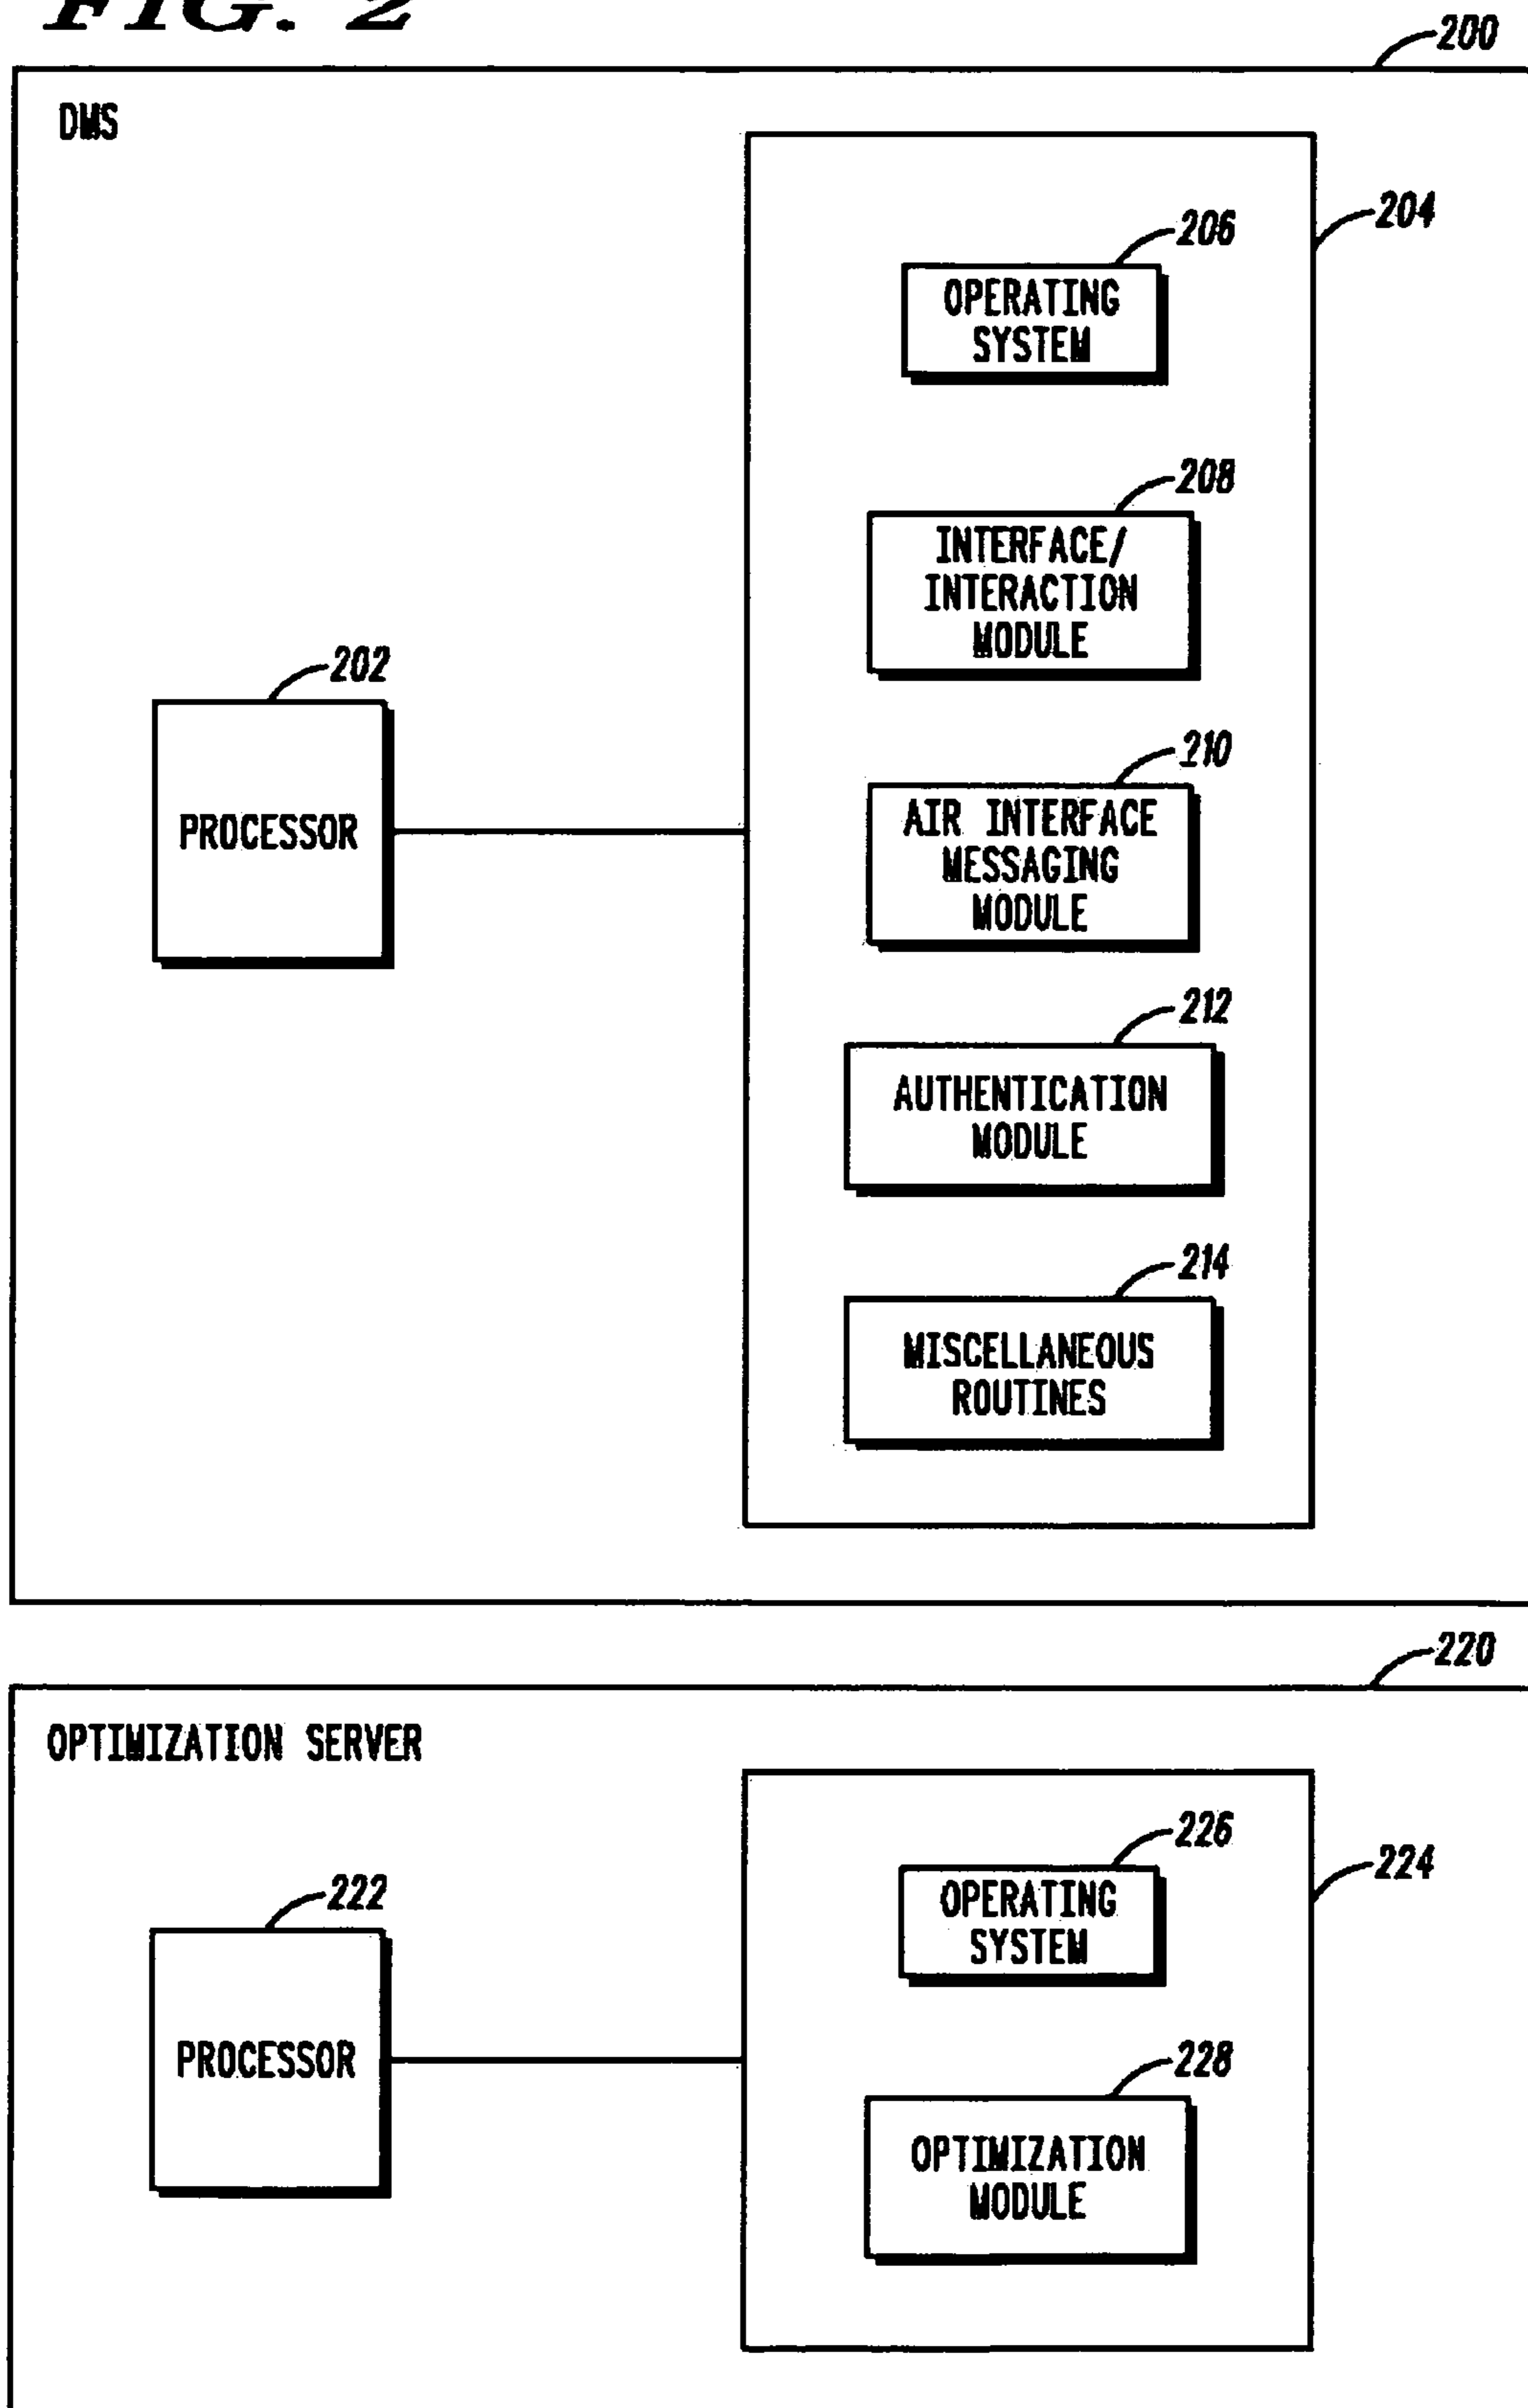 FIG. 2
200
DMS
204
206
OPERATING
SYSTEM
208
INTERFACE/
INTERACTION
MODULE
202
PROCESSOR
210
AIR INTERFACE
MESSAGING
MODULE
212
AUTHENTICATION
MODULE
214
MISCELLANEOUS
ROUTINES
220
OPTIMIZATION SERVER
226
OPERATING
SYSTEM
224
222
PROCESSOR
228
OPTIMIZATION
MODULE